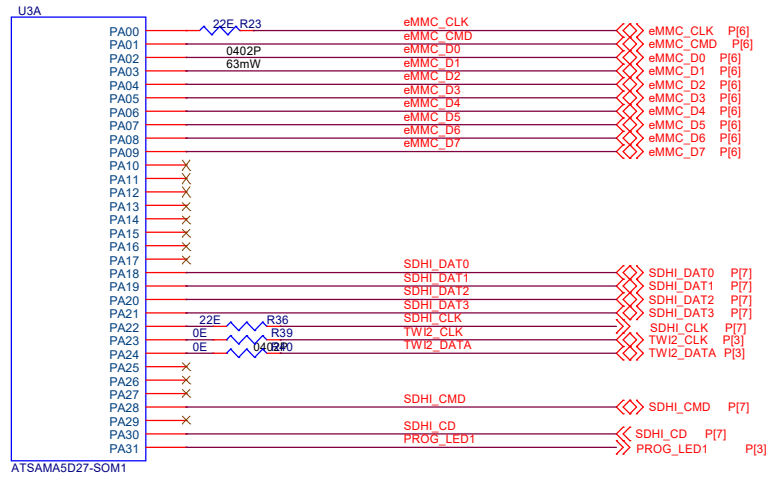 U3A
PA00 22E R23 eMMC_CLK eMMC_CLK P[6]
PA01 eMMC_CMD eMMC_CMD P[6]
PA02 0402P eMMC_D0 eMMC_D0 P[6]
PA03 63mW eMMC_D1 eMMC_D1 P[6]
PA04 eMMC_D2 eMMC_D2 P[6]
PA05 eMMC_D3 eMMC_D3 P[6]
PA06 eMMC_D4 eMMC_D4 P[6]
PA07 eMMC_D5 eMMC_D5 P[6]
PA08 eMMC_D6 eMMC_D6 P[6]
PA09 eMMC_D7 eMMC_D7 P[6]
PA10
PA11
PA12
PA13
PA14
PA15
PA16
PA17
PA18 SDHI_DAT0 SDHI_DAT0 P[7]
PA19 SDHI_DAT1 SDHI_DAT1 P[7]
PA20 SDHI_DAT2 SDHI_DAT2 P[7]
PA21 SDHI_DAT3 SDHI_DAT3 P[7]
PA22 22E R36 SDHI_CLK SDHI_CLK P[7]
PA23 0E R39 TWI2_CLK TWI2_CLK P[3]
PA24 0E 0402P R40 TWI2_DATA TWI2_DATA P[3]
PA25
PA26
PA27
PA28 SDHI_CMD SDHI_CMD P[7]
PA29
PA30 SDHI_CD SDHI_CD P[7]
PA31 PROG_LED1 PROG_LED1 P[3]
ATSAMA5D27-SOM1